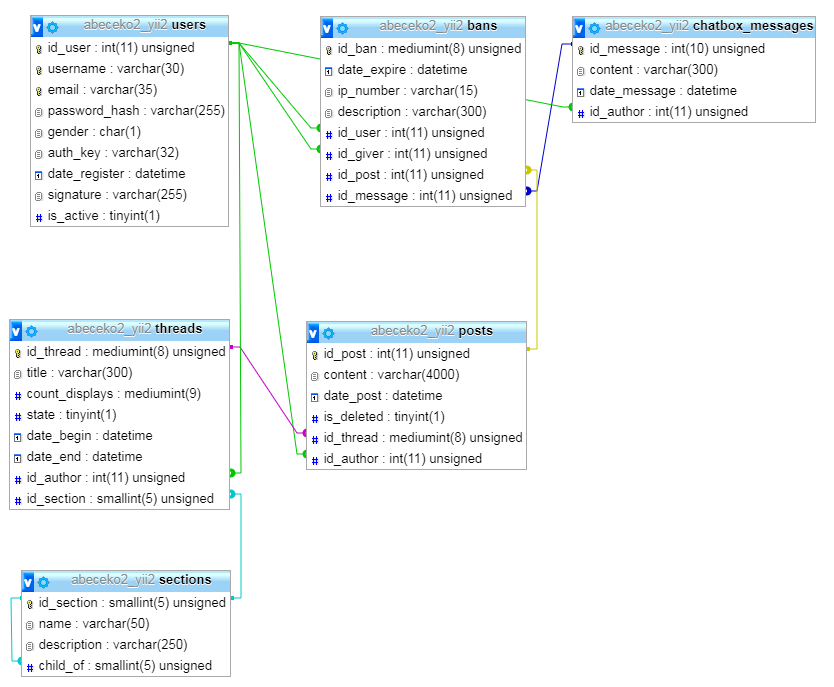 abeceko2_yii2 users
id_user : int(11) unsigned
username : varchar(30)
email : varchar(35)
password_hash : varchar(255)
gender : char(1)
auth_key : varchar(32)
date_register : datetime
signature : varchar(255)
is_active : tinyint(1)
abeceko2_yii2 bans
id_ban : mediumint(8) unsigned
date_expire : datetime
ip_number : varchar(15)
description : varchar(300)
id_user : int(11) unsigned
id_giver : int(11) unsigned
id_post : int(11) unsigned
id_message : int(11) unsigned
abeceko2_yii2 chatbox_messages
id_message : int(10) unsigned
content : varchar(300)
date_message : datetime
id_author : int(11) unsigned
abeceko2_yii2 threads
id_thread : mediumint(8) unsigned
title : varchar(300)
count_displays : mediumint(9)
state : tinyint(1)
date_begin : datetime
date_end : datetime
id_author : int(11) unsigned
id_section : smallint(5) unsigned
abeceko2_yii2 posts
id_post : int(11) unsigned
content : varchar(4000)
date_post : datetime
is_deleted : tinyint(1)
id_thread : mediumint(8) unsigned
id_author : int(11) unsigned
abeceko2_yii2 sections
id_section : smallint(5) unsigned
name : varchar(50)
description : varchar(250)
child_of : smallint(5) unsigned